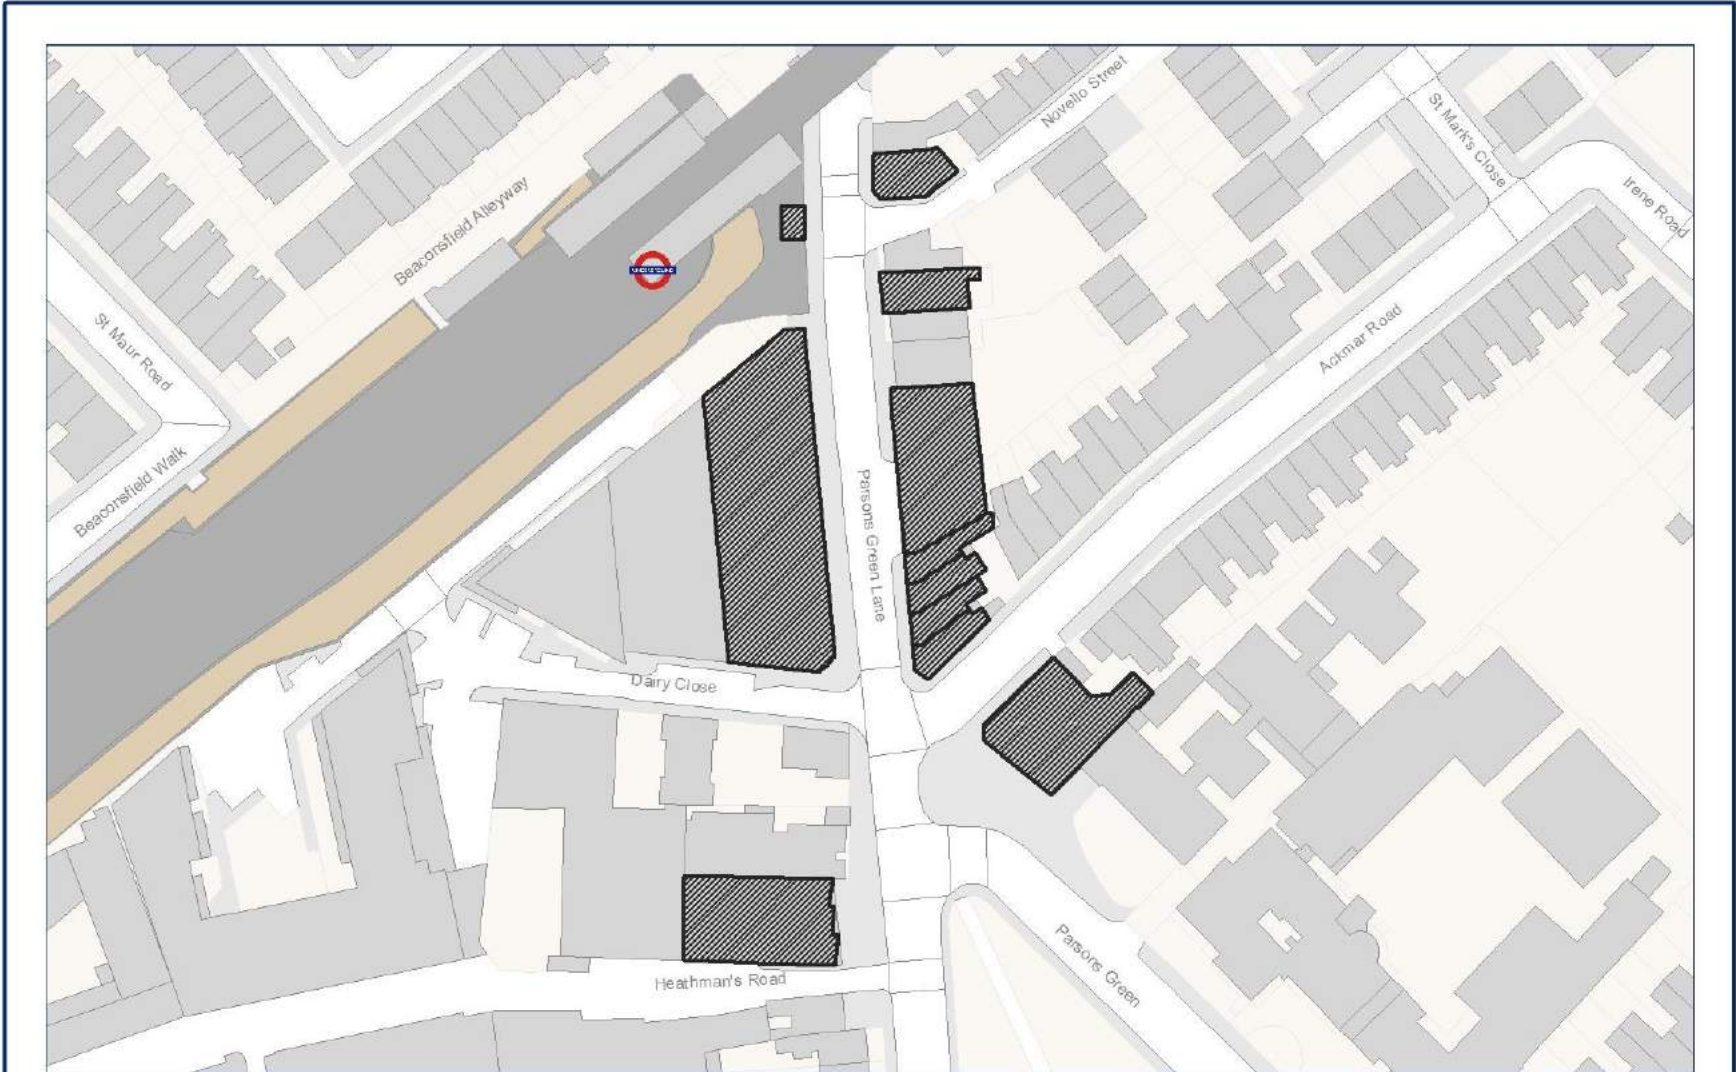 Novello Street
St Mark's Close
Irene Road
Beaconsfield Alleyway
UNDERGROUND
St Maur Road
Ackmar Road
Beaconsfield Walk
Parsons Green Lane
Dairy Close
Parsons Green
Heathman's Road